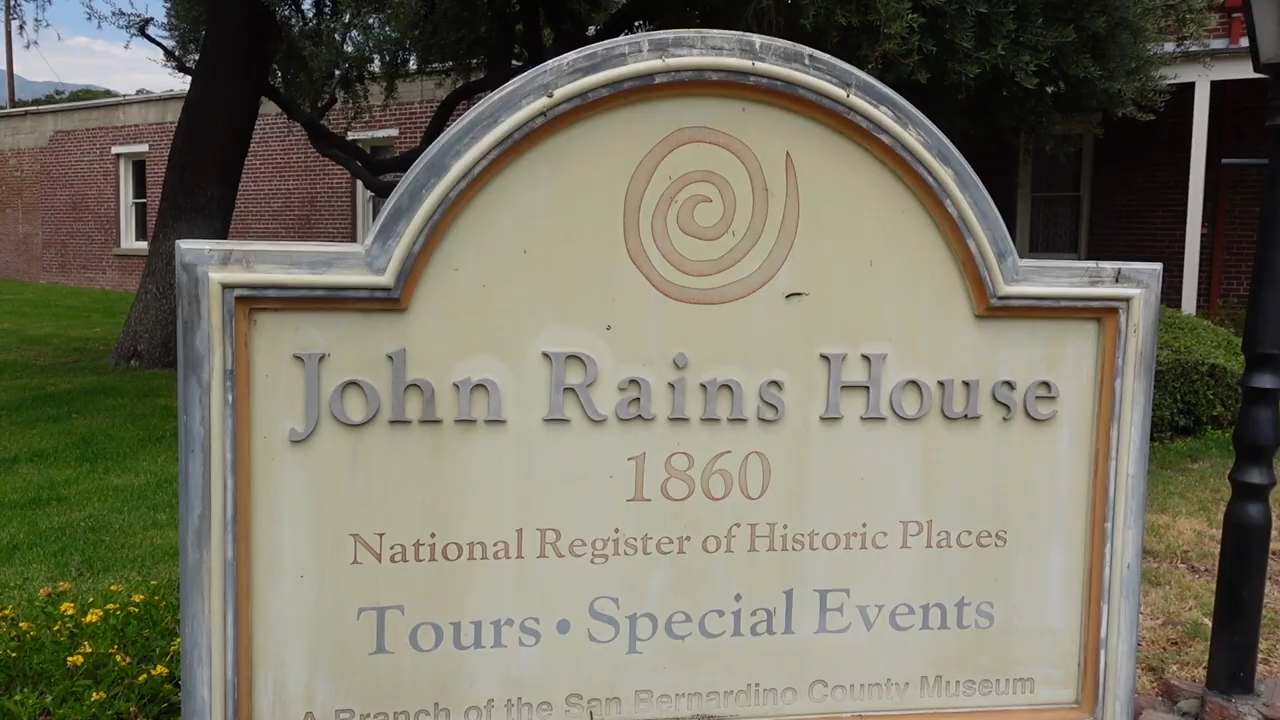 John Rains House
1860
National Register of Historic Places
Tours • Special Events
A Branch of the San Bernardino County Museum